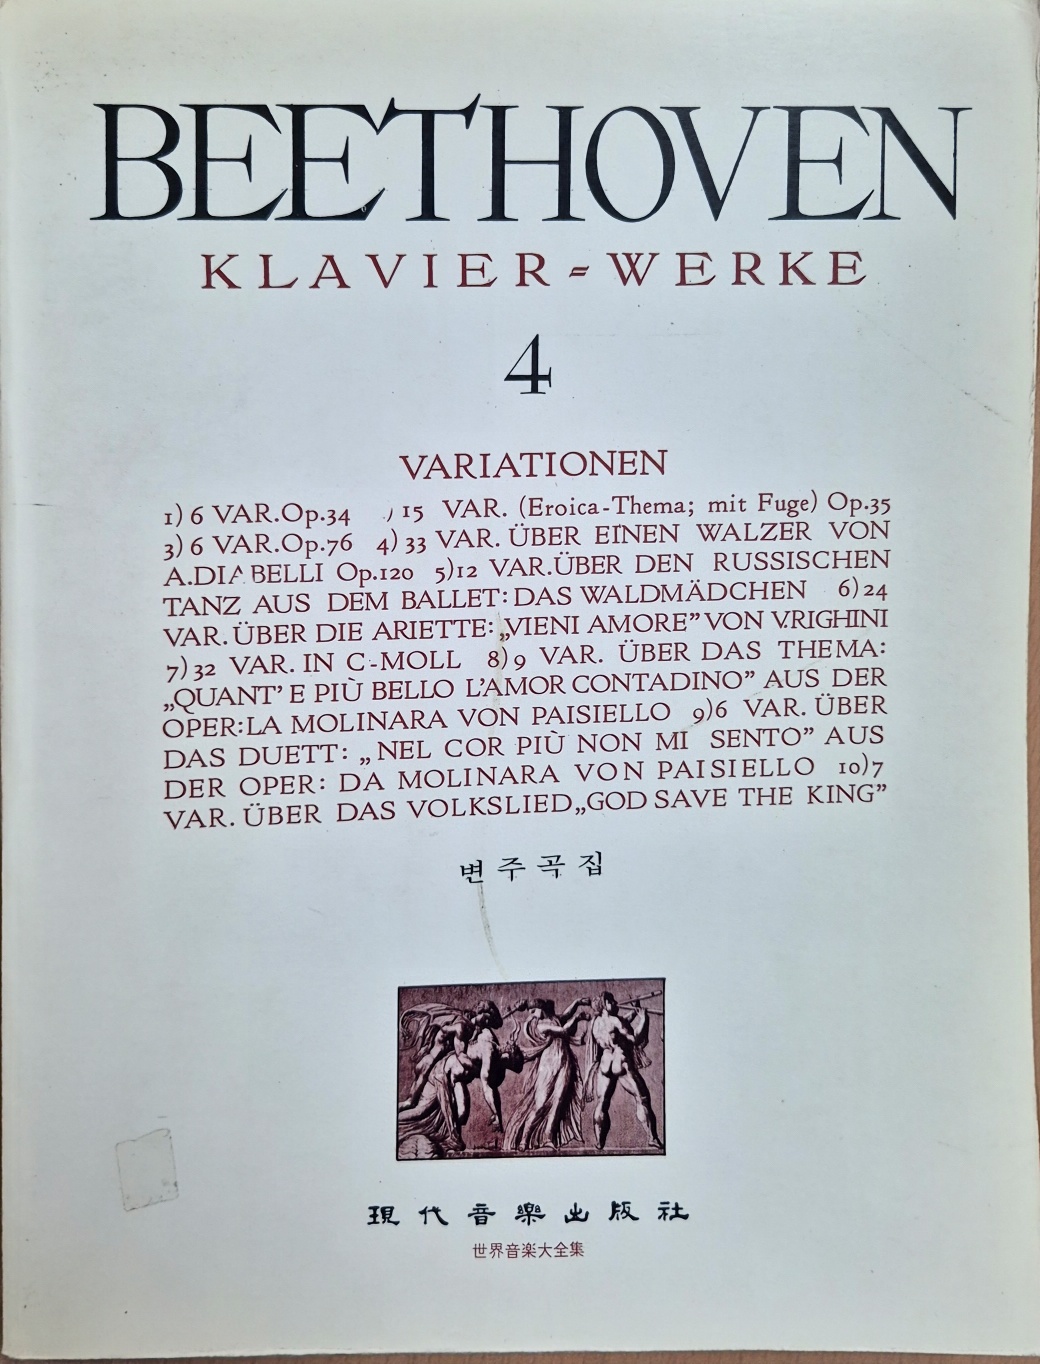 BEETHOVEN
KLAVIER-WERKE
4
VARIATIONEN
1) 6 VAR.Op.34 ) 15 VAR. (Eroica-Thema; mit Fuge) Op.35
3) 6 VAR.Op.76 4) 33 VAR. ÜBER EINEN WALZER VON
A.DIABELLI Op.120 5)12 VAR.ÜBER DEN RUSSISCHEN
TANZ AUS DEM BALLET: DAS WALDMÄDCHEN 6)24
VAR. ÜBER DIE ARIETTE: „VIENI AMORE” VON V.RIGHINI
7) 32 VAR. IN C-MOLL 8) 9 VAR. ÜBER DAS THEMA:
„QUANT’ E PIÙ BELLO L’AMOR CONTADINO” AUS DER
OPER: LA MOLINARA VON PAISIELLO 9)6 VAR. ÜBER
DAS DUETT: „NEL COR PIÙ NON MI SENTO” AUS
DER OPER: DA MOLINARA VON PAISIELLO 10)7
VAR. ÜBER DAS VOLKSLIED„GOD SAVE THE KING”
변주곡집
現代音樂出版社
世界音楽大全集